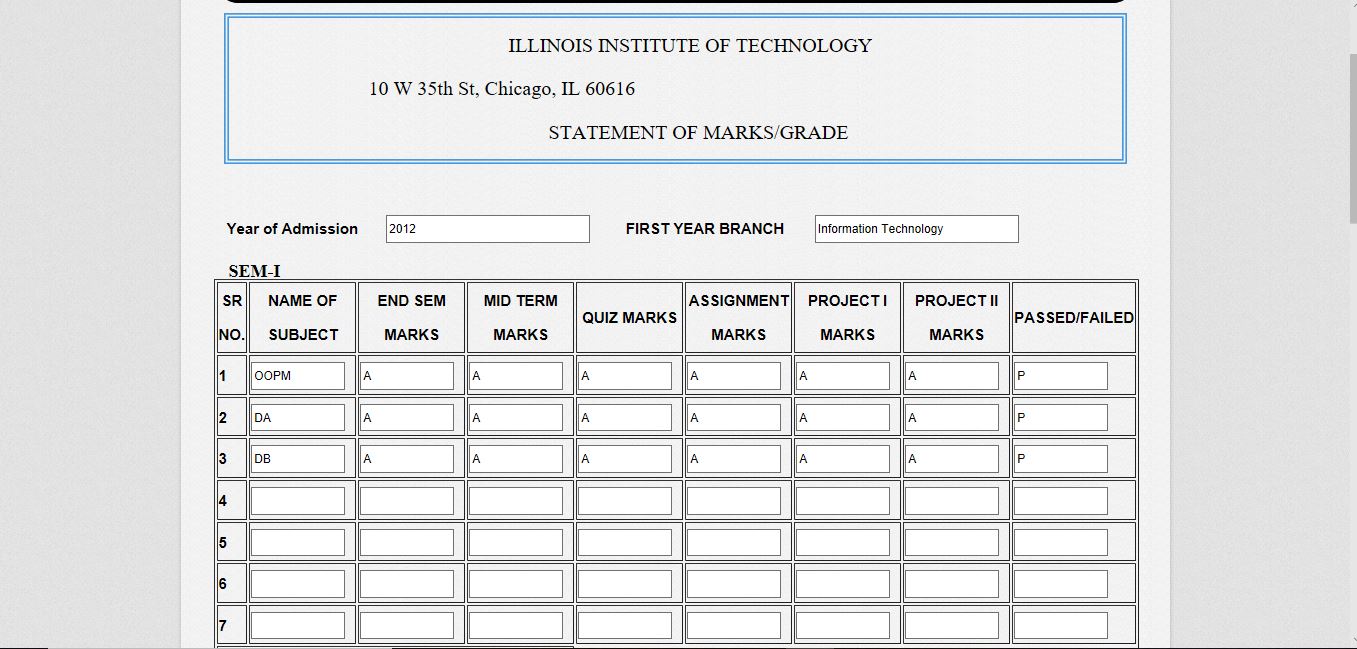 ILLINOIS INSTITUTE OF TECHNOLOGY
10 W 35th St, Chicago, IL 60616
STATEMENT OF MARKS/GRADE
Year of Admission 2012 FIRST YEAR BRANCH Information Technology
SEM-I
SR NAME OF END SEM MID TERM QUIZ MARKS ASSIGNMENT PROJECT I PROJECT II PASSED/FAILED
NO. SUBJECT MARKS MARKS MARKS MARKS MARKS
1 OOPM A A A A A A P
2 DA A A A A A A P
3 DB A A A A A A P
4
5
6
7